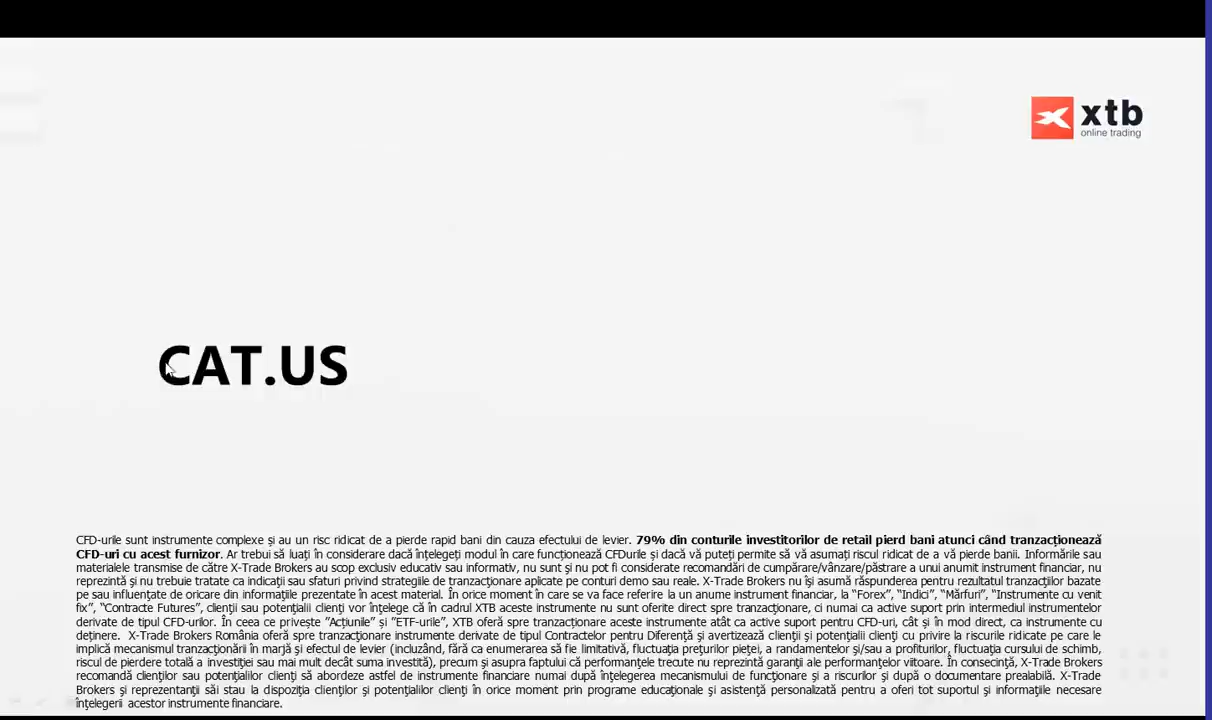 xtb
online trading
CAT.US
CFD-urile sunt instrumente complexe și au un risc ridicat de a pierde rapid bani din cauza efectului de levier. 79% din conturile investitorilor de retail pierd bani atunci când tranzacționează
CFD-uri cu acest furnizor. Ar trebui să luați în considerare dacă înțelegeți modul în care funcționează CFDurile și dacă vă puteți permite să vă asumați riscul ridicat de a vă pierde banii. Informările sau
materialele transmise de către X-Trade Brokers au scop exclusiv educativ sau informativ, nu sunt și nu pot fi considerate recomandări de cumpărare/vânzare/păstrare a unui anumit instrument financiar, nu
reprezintă și nu trebuie tratate ca indicații sau sfaturi privind strategiile de tranzacționare aplicate pe conturi demo sau reale. X-Trade Brokers nu își asumă răspunderea pentru rezultatul tranzacțiilor bazate
pe sau influențate de oricare din informațiile prezentate în acest material. În orice moment în care se va face referire la un anume instrument financiar, la “Forex”, “Indici”, “Mărfuri”, “Instrumente cu venit
fix”, “Contracte Futures”, clienții sau potențialii clienți vor înțelege că în cadrul XTB aceste instrumente nu sunt oferite direct spre tranzacționare, ci numai ca active suport prin intermediul instrumentelor
derivate de tipul CFD-urilor. În ceea ce privește ”Acțiunile” și ”ETF-urile”, XTB oferă spre tranzacționare aceste instrumente atât ca active suport pentru CFD-uri, cât și în mod direct, ca instrumente cu
deținere. X-Trade Brokers România oferă spre tranzacționare instrumente derivate de tipul Contractelor pentru Diferență și avertizează clienții și potențialii clienți cu privire la riscurile ridicate pe care le
implică mecanismul tranzacționării în marjă și efectul de levier (incluzând, fără ca enumerarea să fie limitativă, fluctuația prețurilor pieței, a randamentelor și/sau a profiturilor, fluctuația cursului de schimb,
riscul de pierdere totală a investiției sau mai mult decât suma investită), precum și asupra faptului că performanțele trecute nu reprezintă garanții ale performanțelor viitoare. În consecință, X-Trade Brokers
recomandă clienților sau potențialilor clienți să abordeze astfel de instrumente financiare numai după înțelegerea mecanismului de funcționare și a riscurilor și după o documentare prealabilă. X-Trade
Brokers și reprezentanții săi stau la dispoziția clienților și potențialilor clienți în orice moment prin programe educaționale și asistență personalizată pentru a oferi tot suportul și informațiile necesare
înțelegerii acestor instrumente financiare.